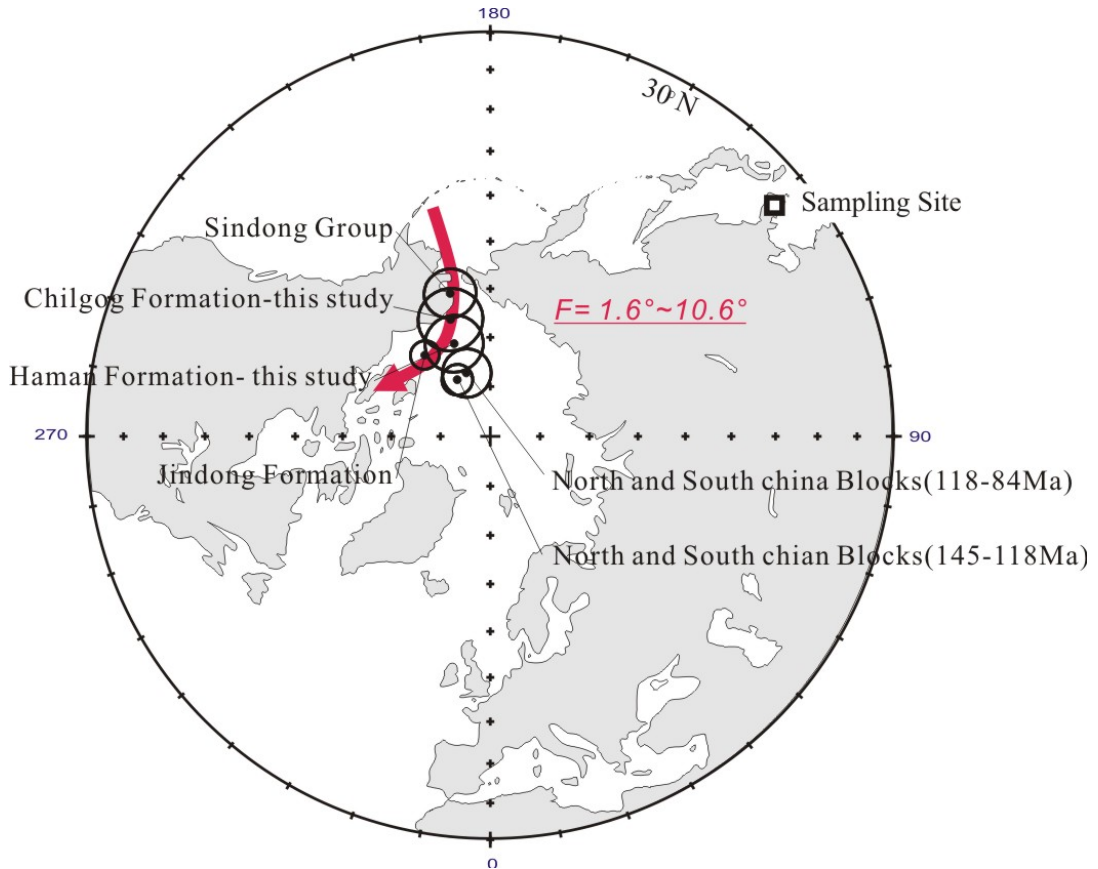 180
30°N
Sampling Site
Sindong Group
Chilgog Formation-this study
F= 1.6°~10.6°
Haman Formation- this study
270
90
Jindong Formation
North and South china Blocks(118-84Ma)
North and South chian Blocks(145-118Ma)
0